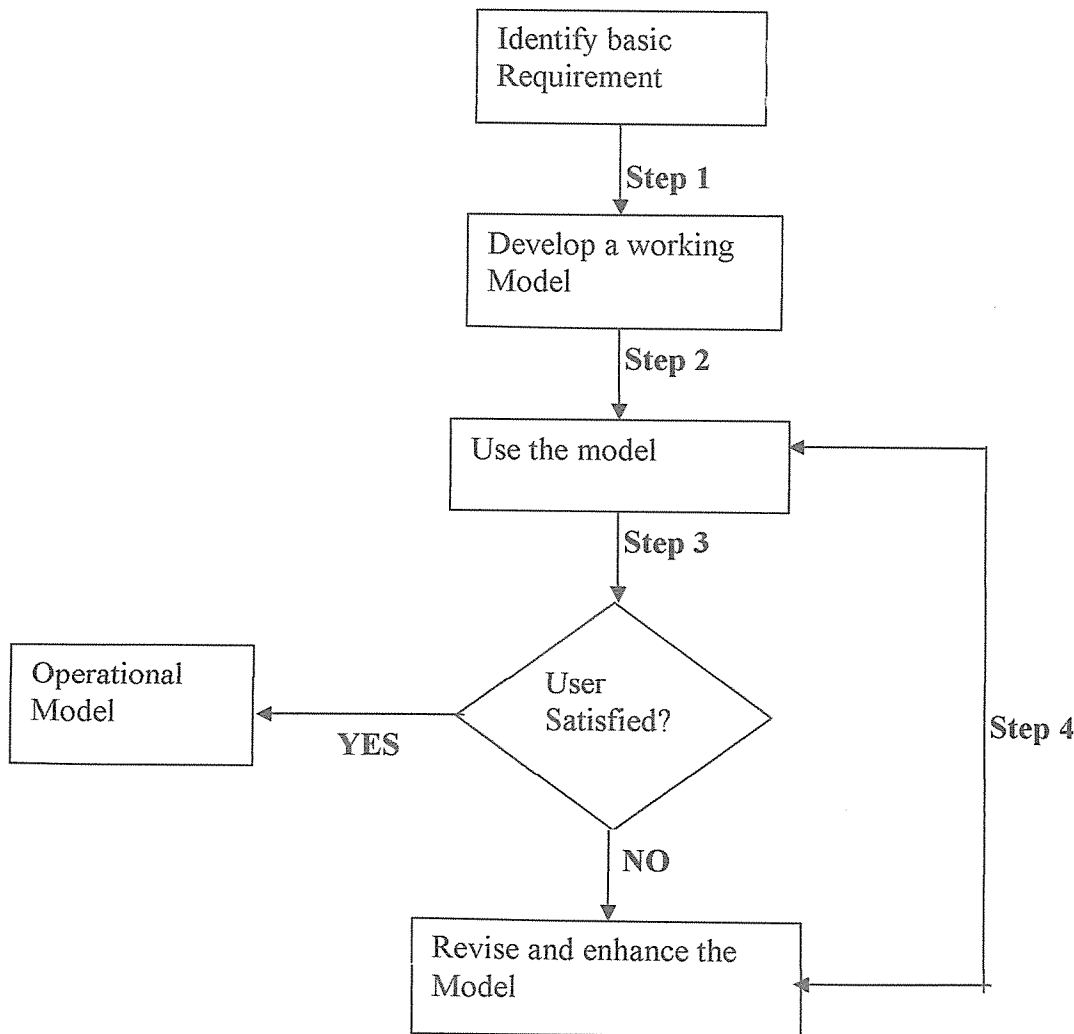 Identify basic
Requirement
Step 1
Develop a working
Model
Step 2
Use the model
Step 3
User
Satisfied?
Operational
Model
YES
Step 4
NO
Revise and enhance the
Model